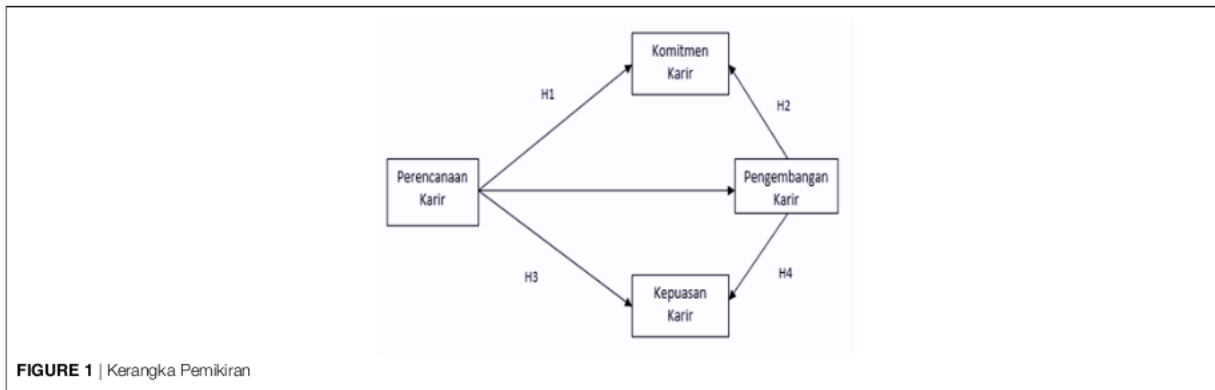 Komitmen
Karir
H1
H2
Perencanaan
Karir
Pengembangan
Karir
H3
H4
Kepuasan
Karir
FIGURE 1 | Kerangka Pemikiran